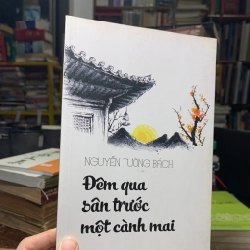 NGUYỄN TƯỜNG BÁCH
Đêm qua
sân trước
một cành mai